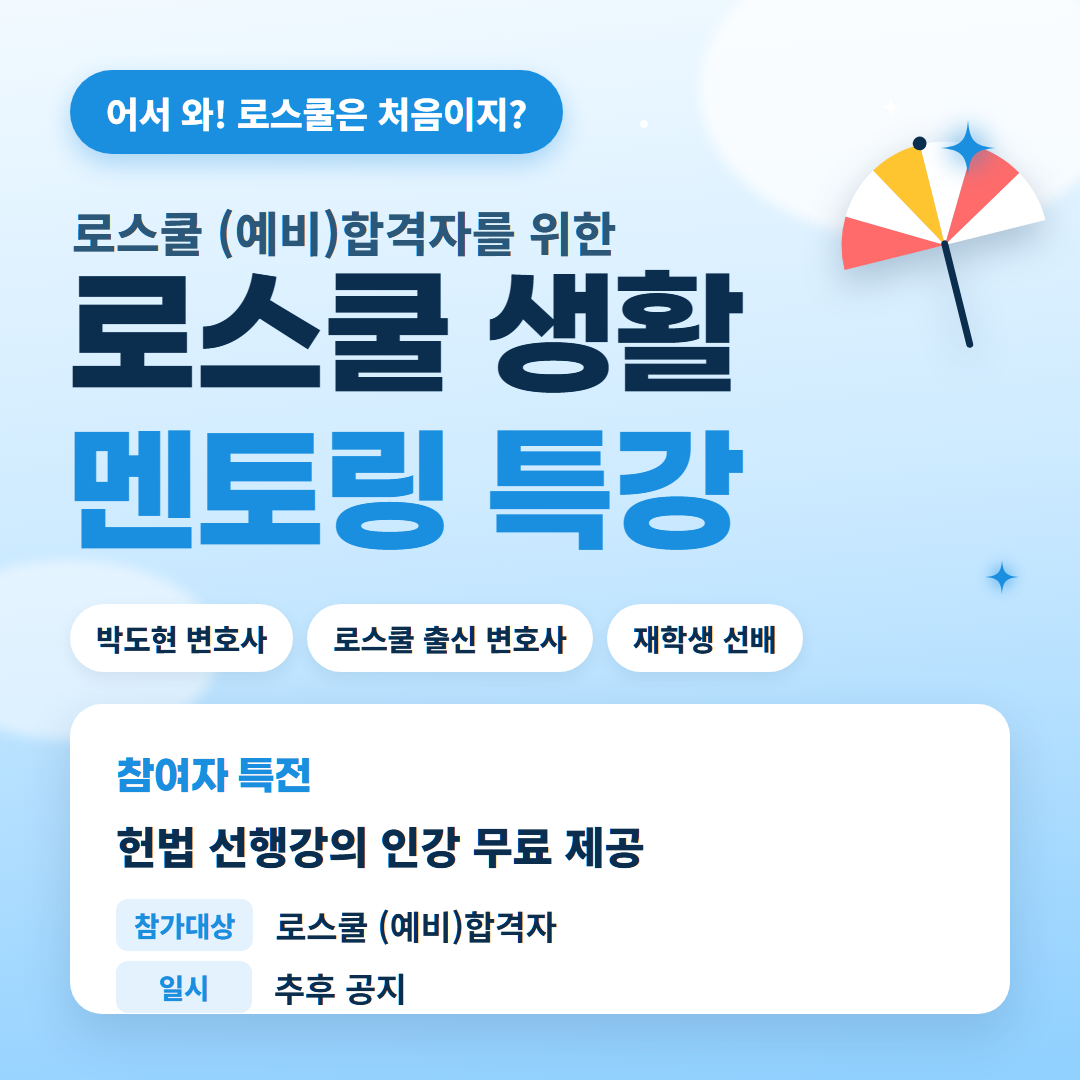 어서 와! 로스쿨은 처음이지?
로스쿨 (예비)합격자를 위한
로스쿨 생활
멘토링 특강
박도현 변호사 로스쿨 출신 변호사 재학생 선배
참여자 특전
헌법 선행강의 인강 무료 제공
참가대상 로스쿨 (예비)합격자
일시 추후 공지